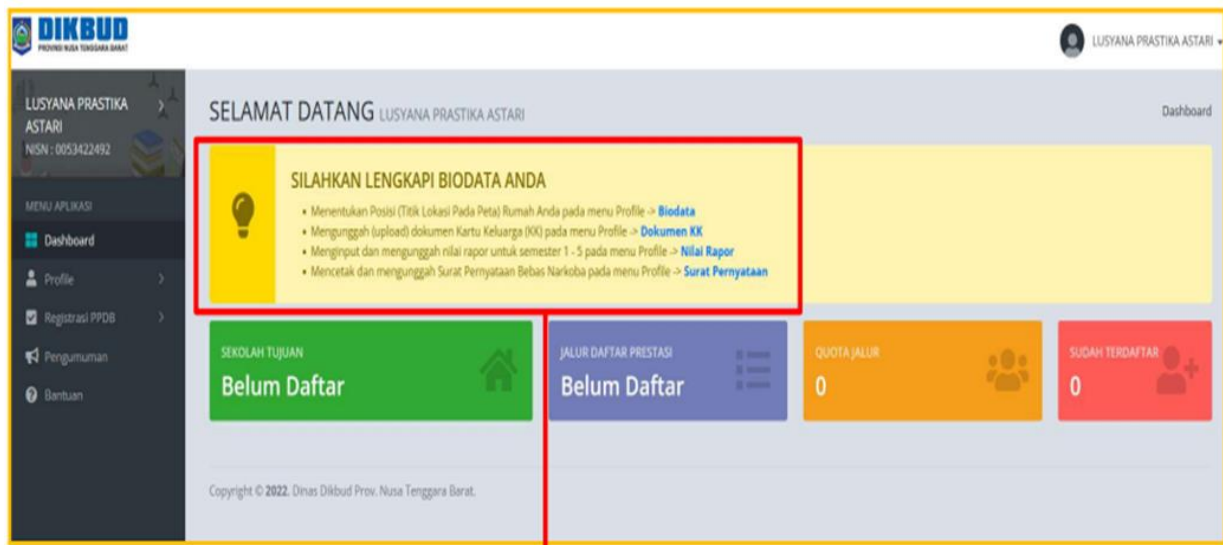 DIKBUD
PROVINSI NUSA TENGGARA BARAT
LUSYANA PRASTIKA ASTARI
LUSYANA PRASTIKA
ASTARI
NISN : 0053422492
MENU APLIKASI
Dashboard
Profile
Registrasi PPDB
Pengumuman
Bantuan
SELAMAT DATANG LUSYANA PRASTIKA ASTARI
Dashboard
SILAHKAN LENGKAPI BIODATA ANDA
• Menentukan Posisi (Titik Lokasi Pada Peta) Rumah Anda pada menu Profile -> Biodata
• Mengunggah (upload) dokumen Kartu Keluarga (KK) pada menu Profile -> Dokumen KK
• Menginput dan mengunggah nilai rapor untuk semester 1 - 5 pada menu Profile -> Nilai Rapor
• Mencetak dan mengunggah Surat Pernyataan Bebas Narkoba pada menu Profile -> Surat Pernyataan
SEKOLAH TUJUAN
Belum Daftar
JALUR DAFTAR PRESTASI
Belum Daftar
QUOTA JALUR
0
SUDAH TERDAFTAR
0
Copyright © 2022. Dinas Dikbud Prov. Nusa Tenggara Barat.